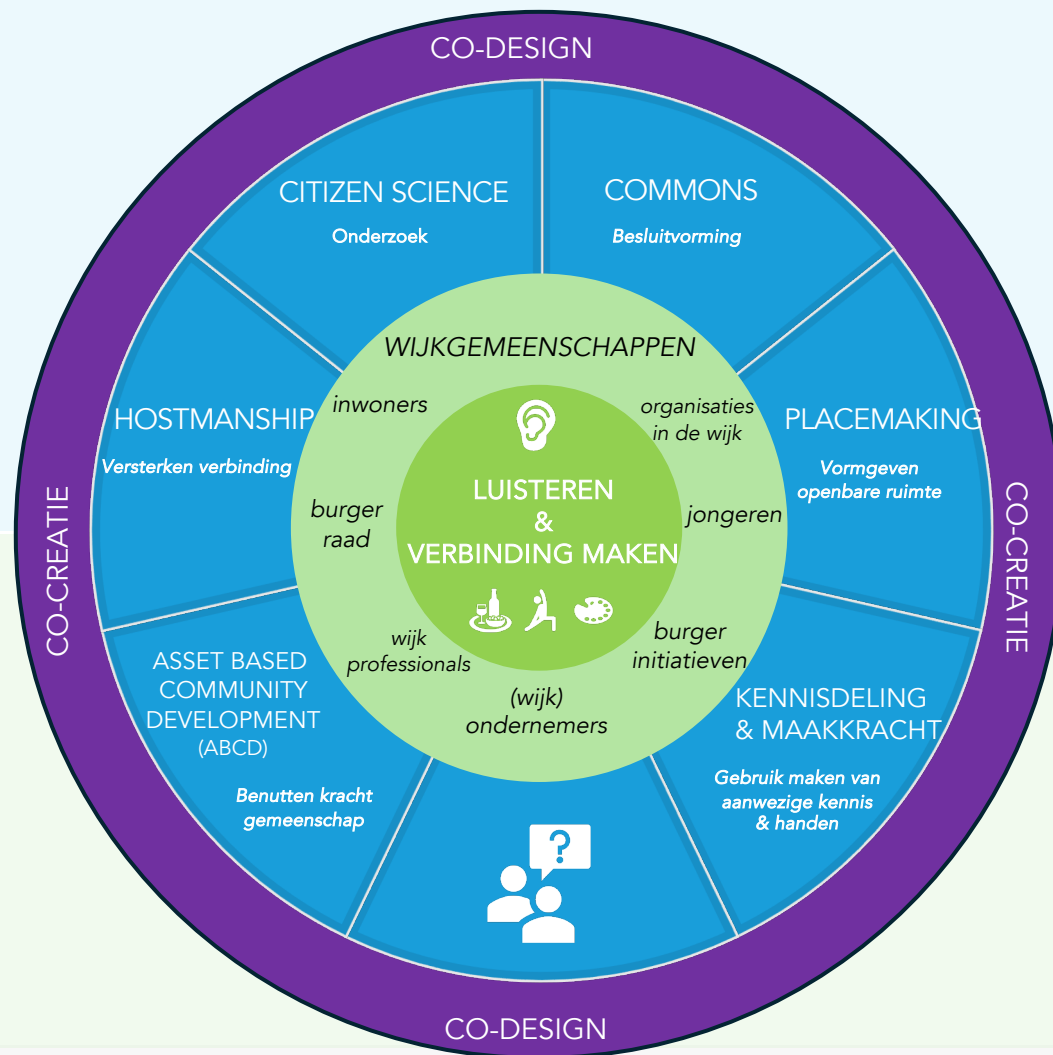 CO-DESIGN
CITIZEN SCIENCE
Onderzoek
COMMONS
Besluitvorming
HOSTMANSHIP
Versterken verbinding
PLACEMAKING
Vormgeven
openbare ruimte
WIJKGEMEENSCHAPPEN
inwoners
organisaties
in de wijk
burger
raad
jongeren
LUISTEREN
&
VERBINDING MAKEN
wijk
professionals
burger
initiatieven
(wijk)
ondernemers
CO-CREATIE
CO-CREATIE
ASSET BASED
COMMUNITY
DEVELOPMENT
(ABCD)
Benutten kracht
gemeenschap
KENNISDELING
& MAAKKRACHT
Gebruik maken van
aanwezige kennis
& handen
?
CO-DESIGN